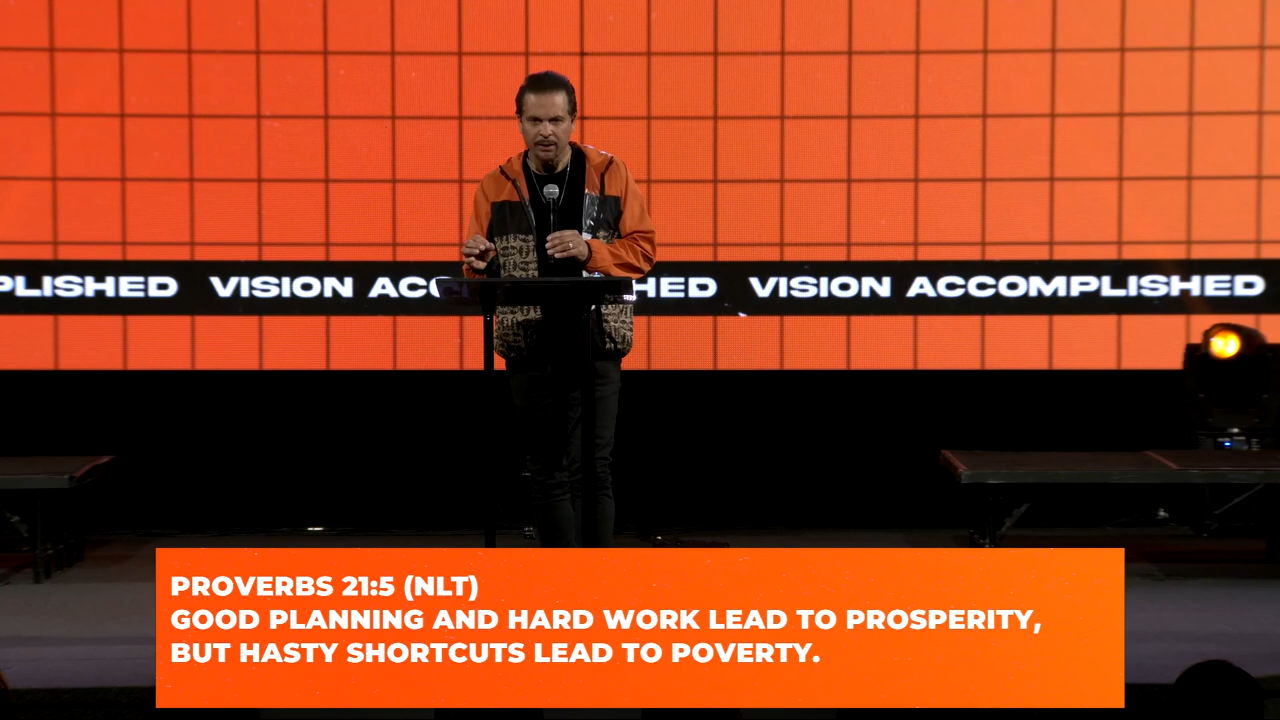 PLISHED VISION ACC HED VISION ACCOMPLISHED
PROVERBS 21:5 (NLT)
GOOD PLANNING AND HARD WORK LEAD TO PROSPERITY,
BUT HASTY SHORTCUTS LEAD TO POVERTY.